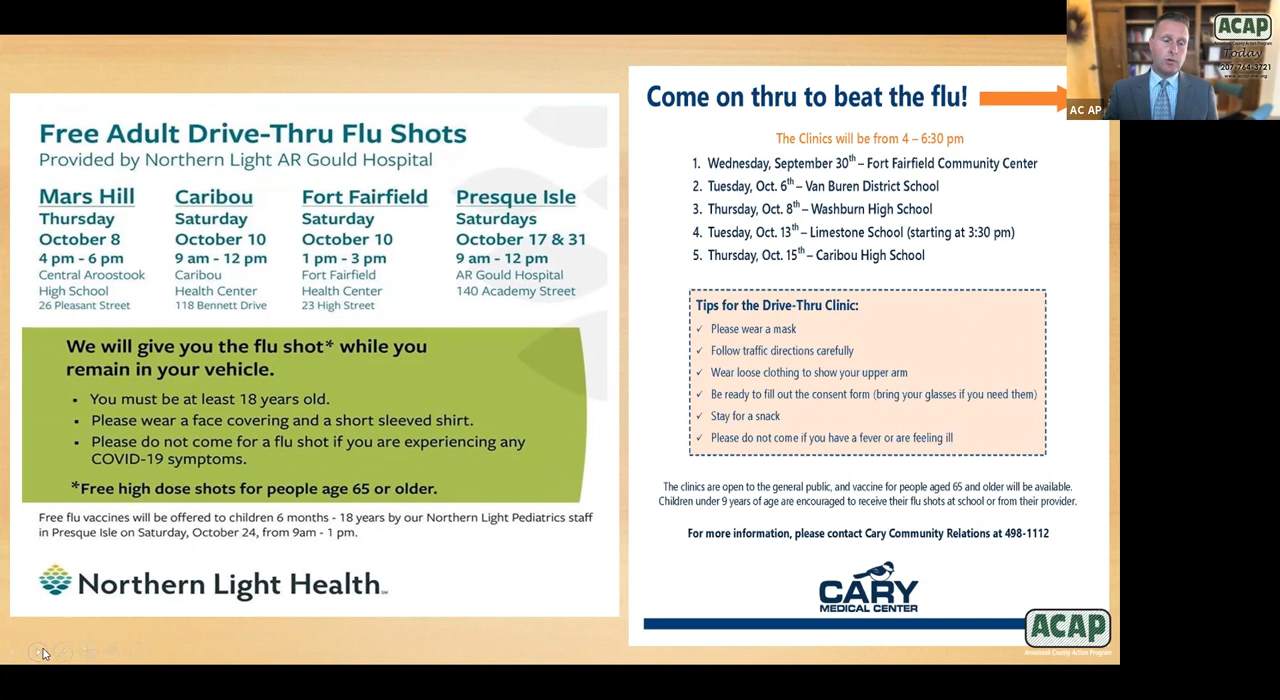 Free Adult Drive-Thru Flu Shots
Provided by Northern Light AR Gould Hospital
Mars Hill
Thursday
October 8
4 pm - 6 pm
Central Aroostook
High School
26 Pleasant Street
Caribou
Saturday
October 10
9 am - 12 pm
Caribou
Health Center
118 Bennett Drive
Fort Fairfield
Saturday
October 10
1 pm - 3 pm
Fort Fairfield
Health Center
23 High Street
Presque Isle
Saturdays
October 17 & 31
9 am - 12 pm
AR Gould Hospital
140 Academy Street
We will give you the flu shot* while you
remain in your vehicle.
• You must be at least 18 years old.
• Please wear a face covering and a short sleeved shirt.
• Please do not come for a flu shot if you are experiencing any
COVID-19 symptoms.
*Free high dose shots for people age 65 or older.
Free flu vaccines will be offered to children 6 months - 18 years by our Northern Light Pediatrics staff
in Presque Isle on Saturday, October 24, from 9am - 1 pm.
Northern Light Health
Come on thru to beat the flu!
The Clinics will be from 4 – 6:30 pm
1. Wednesday, September 30th – Fort Fairfield Community Center
2. Tuesday, Oct. 6th – Van Buren District School
3. Thursday, Oct. 8th – Washburn High School
4. Tuesday, Oct. 13th – Limestone School (starting at 3:30 pm)
5. Thursday, Oct. 15th – Caribou High School
Tips for the Drive-Thru Clinic:
✓ Please wear a mask
✓ Follow traffic directions carefully
✓ Wear loose clothing to show your upper arm
✓ Be ready to fill out the consent form (bring your glasses if you need them)
✓ Stay for a snack
✓ Please do not come if you have a fever or are feeling ill
The clinics are open to the general public, and vaccine for people aged 65 and older will be available.
Children under 9 years of age are encouraged to receive their flu shots at school or from their provider.
For more information, please contact Cary Community Relations at 498-1112
CARY
MEDICAL CENTER
ACAP
Aroostook County Action Program
AC AP
ACAP
Aroostook County Action Program
Today
207-764-3721
www.acap-me.org